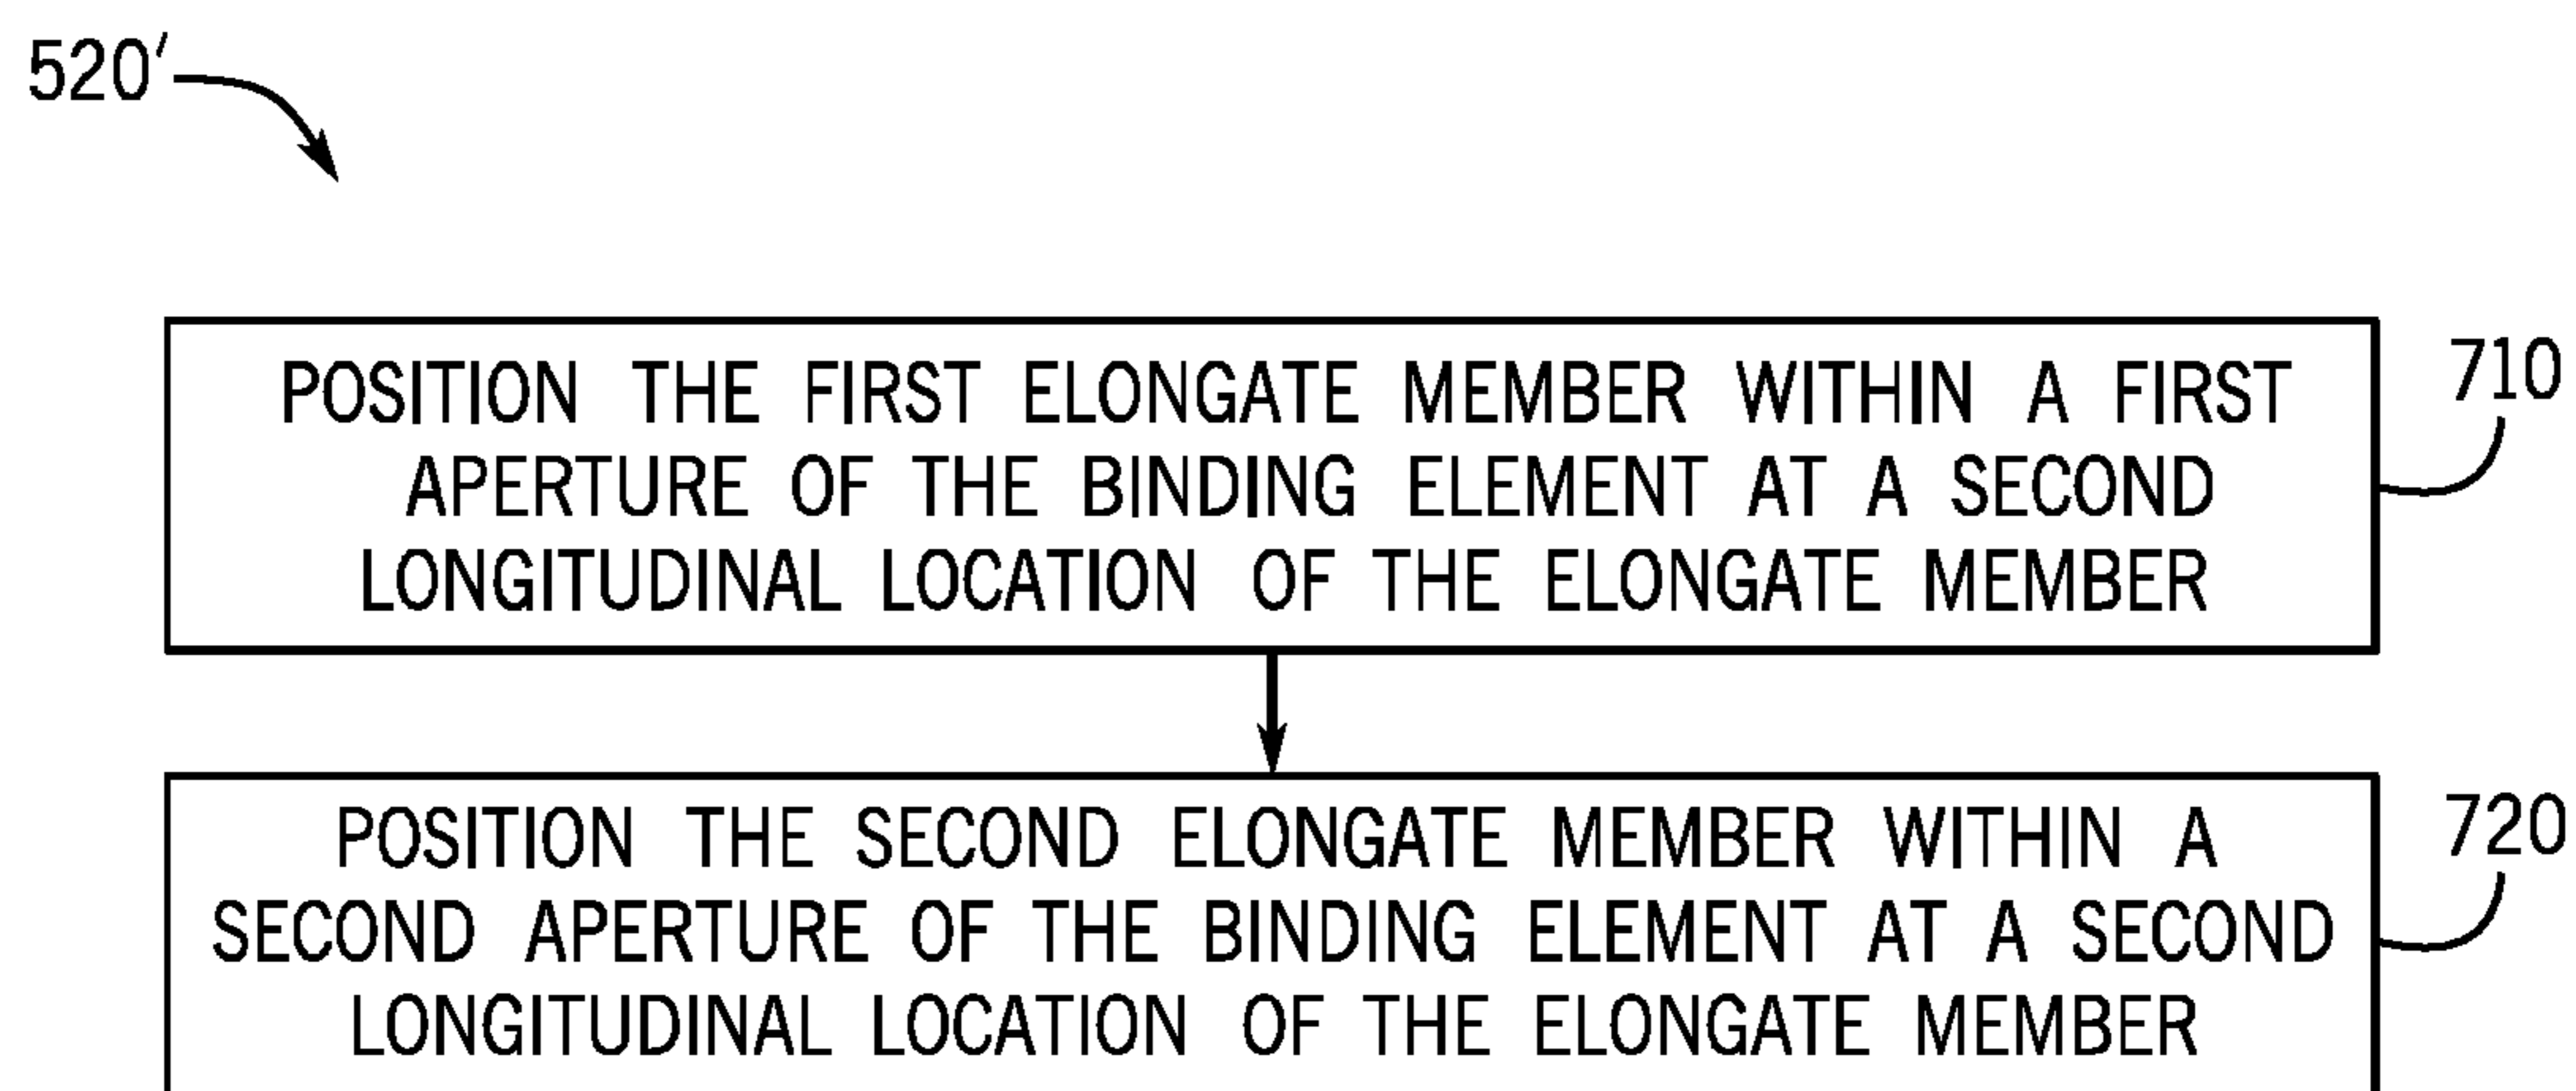 520′
POSITION THE FIRST ELONGATE MEMBER WITHIN A FIRST
APERTURE OF THE BINDING ELEMENT AT A SECOND
LONGITUDINAL LOCATION OF THE ELONGATE MEMBER
710
POSITION THE SECOND ELONGATE MEMBER WITHIN A
SECOND APERTURE OF THE BINDING ELEMENT AT A SECOND
LONGITUDINAL LOCATION OF THE ELONGATE MEMBER
720